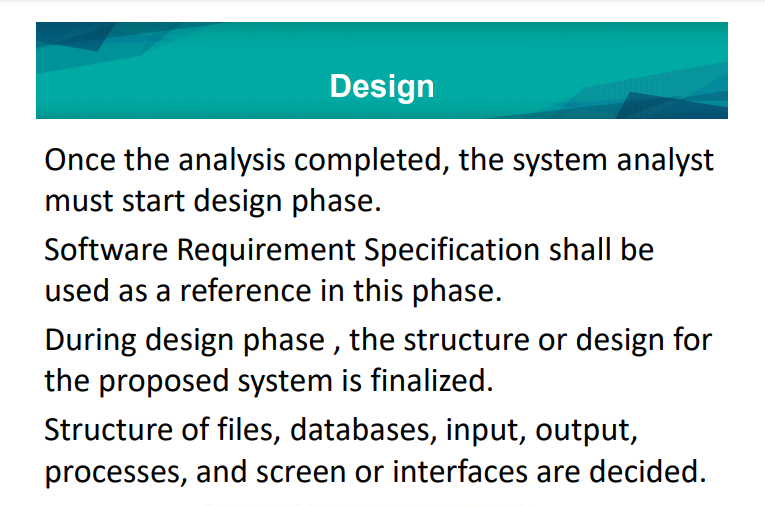 Design
Once the analysis completed, the system analyst
must start design phase.
Software Requirement Specification shall be
used as a reference in this phase.
During design phase , the structure or design for
the proposed system is finalized.
Structure of files, databases, input, output,
processes, and screen or interfaces are decided.